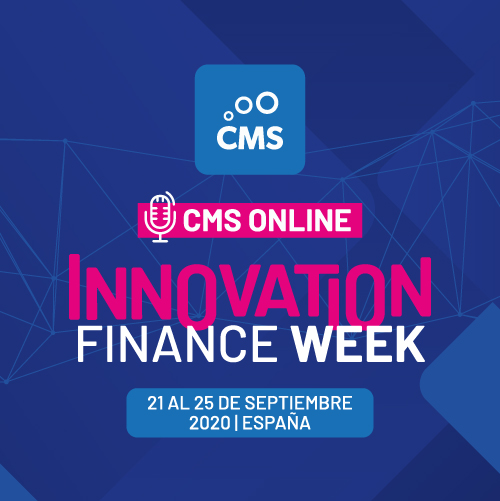 CMS
CMS ONLINE
INNOVATION
FINANCE WEEK
21 AL 25 DE SEPTIEMBRE
2020 | ESPAÑA